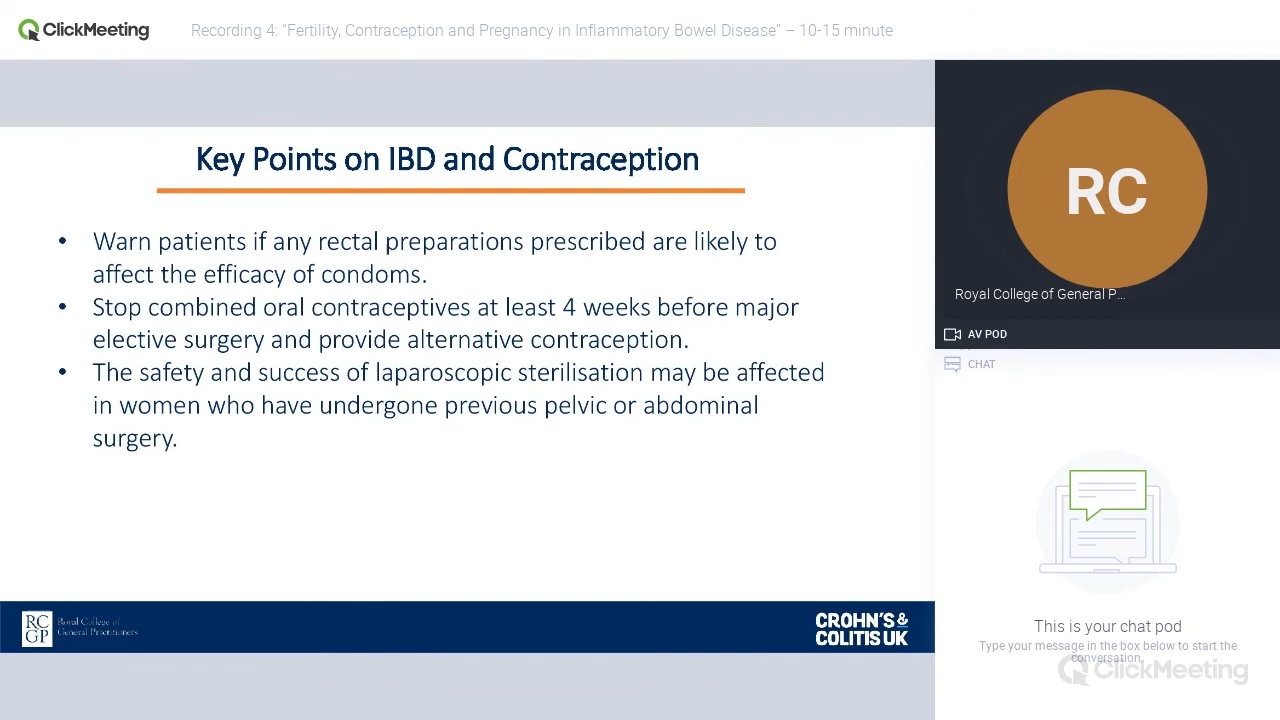 ClickMeeting
Recording 4: "Fertility, Contraception and Pregnancy in Inflammatory Bowel Disease" – 10-15 minute
Key Points on IBD and Contraception
• Warn patients if any rectal preparations prescribed are likely to
affect the efficacy of condoms.
• Stop combined oral contraceptives at least 4 weeks before major
elective surgery and provide alternative contraception.
• The safety and success of laparoscopic sterilisation may be affected
in women who have undergone previous pelvic or abdominal
surgery.
RC
GP
Royal College of
General Practitioners
CROHN'S &
COLITIS UK
RC
Royal College of General P...
AV POD
CHAT
This is your chat pod
Type your message in the box below to start the
conversation.
ClickMeeting